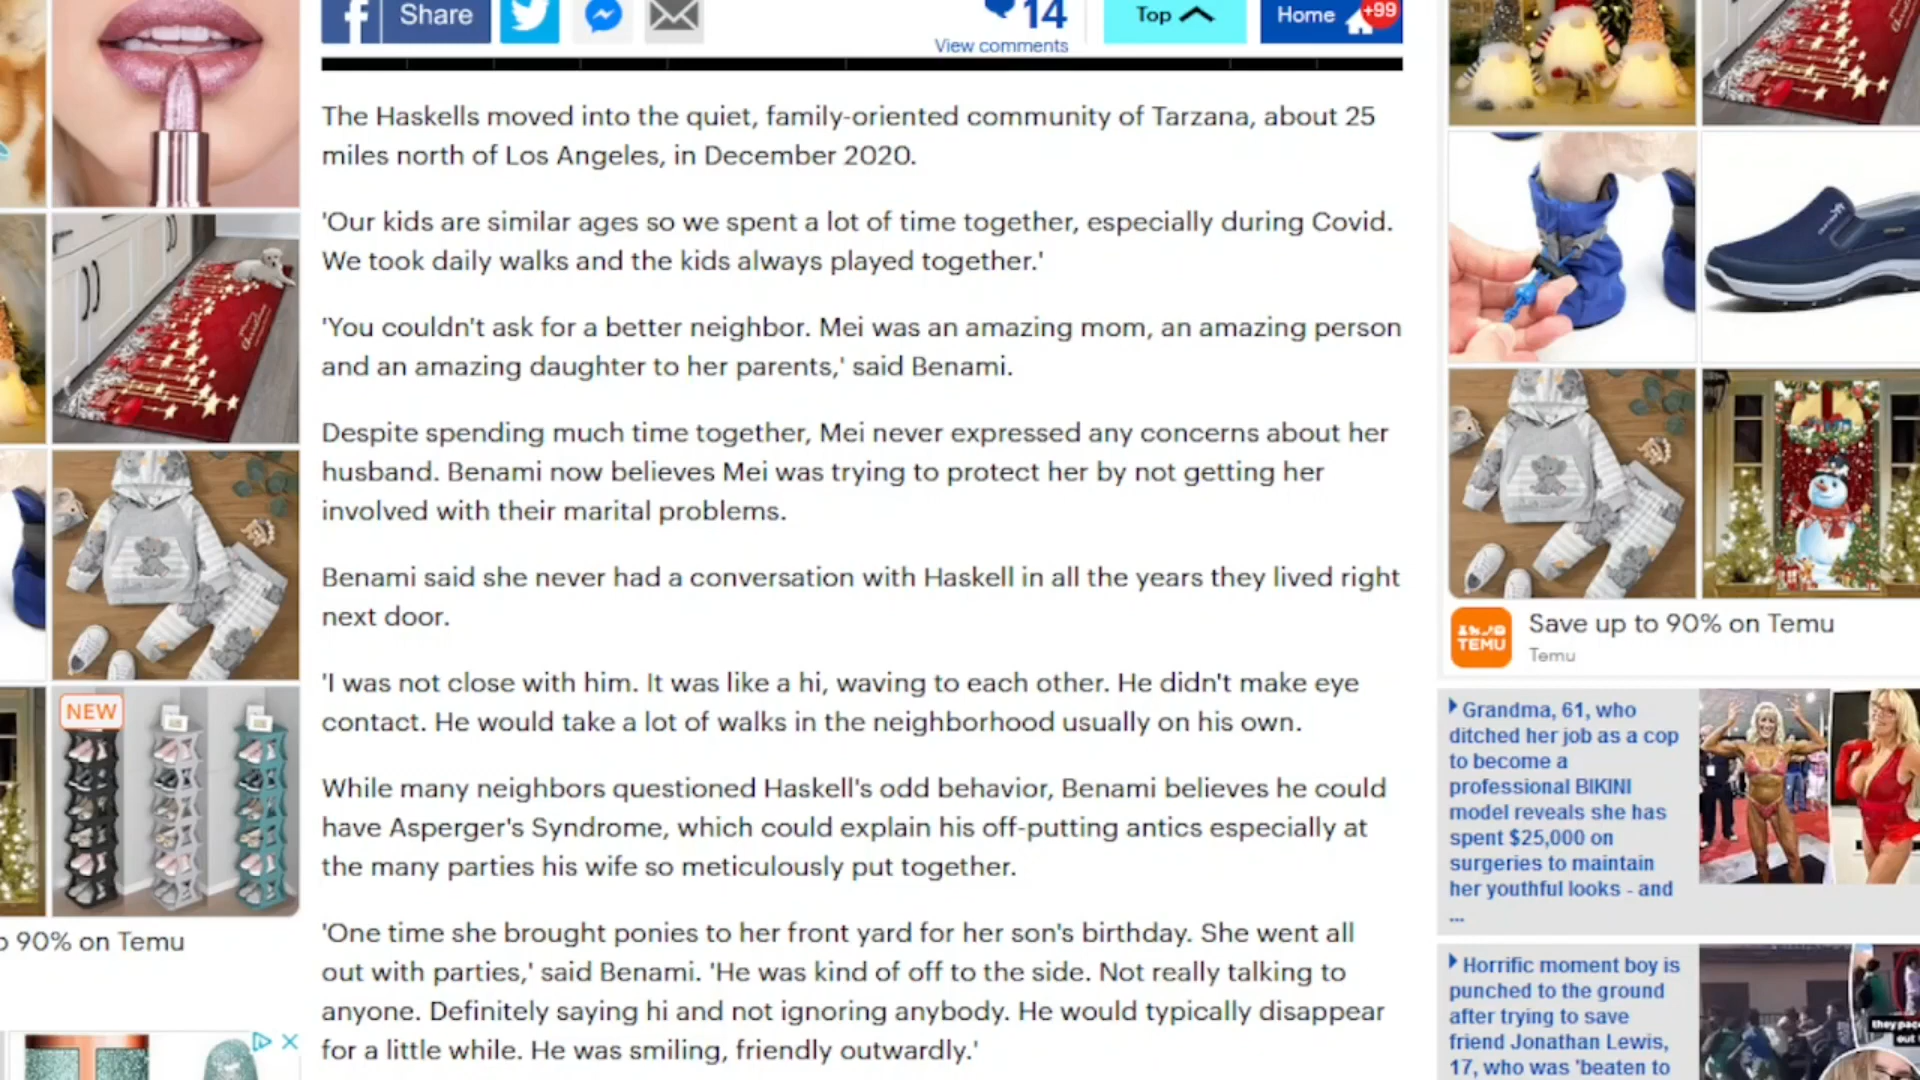 Share
14
View comments
Top
Home
+99
The Haskells moved into the quiet, family-oriented community of Tarzana, about 25
miles north of Los Angeles, in December 2020.
'Our kids are similar ages so we spent a lot of time together, especially during Covid.
We took daily walks and the kids always played together.'
'You couldn't ask for a better neighbor. Mei was an amazing mom, an amazing person
and an amazing daughter to her parents,' said Benami.
Despite spending much time together, Mei never expressed any concerns about her
husband. Benami now believes Mei was trying to protect her by not getting her
involved with their marital problems.
Benami said she never had a conversation with Haskell in all the years they lived right
next door.
'I was not close with him. It was like a hi, waving to each other. He didn't make eye
contact. He would take a lot of walks in the neighborhood usually on his own.
While many neighbors questioned Haskell's odd behavior, Benami believes he could
have Asperger's Syndrome, which could explain his off-putting antics especially at
the many parties his wife so meticulously put together.
'One time she brought ponies to her front yard for her son's birthday. She went all
out with parties,' said Benami. 'He was kind of off to the side. Not really talking to
anyone. Definitely saying hi and not ignoring anybody. He would typically disappear
for a little while. He was smiling, friendly outwardly.'
NEW
90% on Temu
TEMU
Save up to 90% on Temu
Temu
Grandma, 61, who
ditched her job as a cop
to become a
professional BIKINI
model reveals she has
spent $25,000 on
surgeries to maintain
her youthful looks - and
...
Horrific moment boy is
punched to the ground
after trying to save
friend Jonathan Lewis,
17, who was 'beaten to